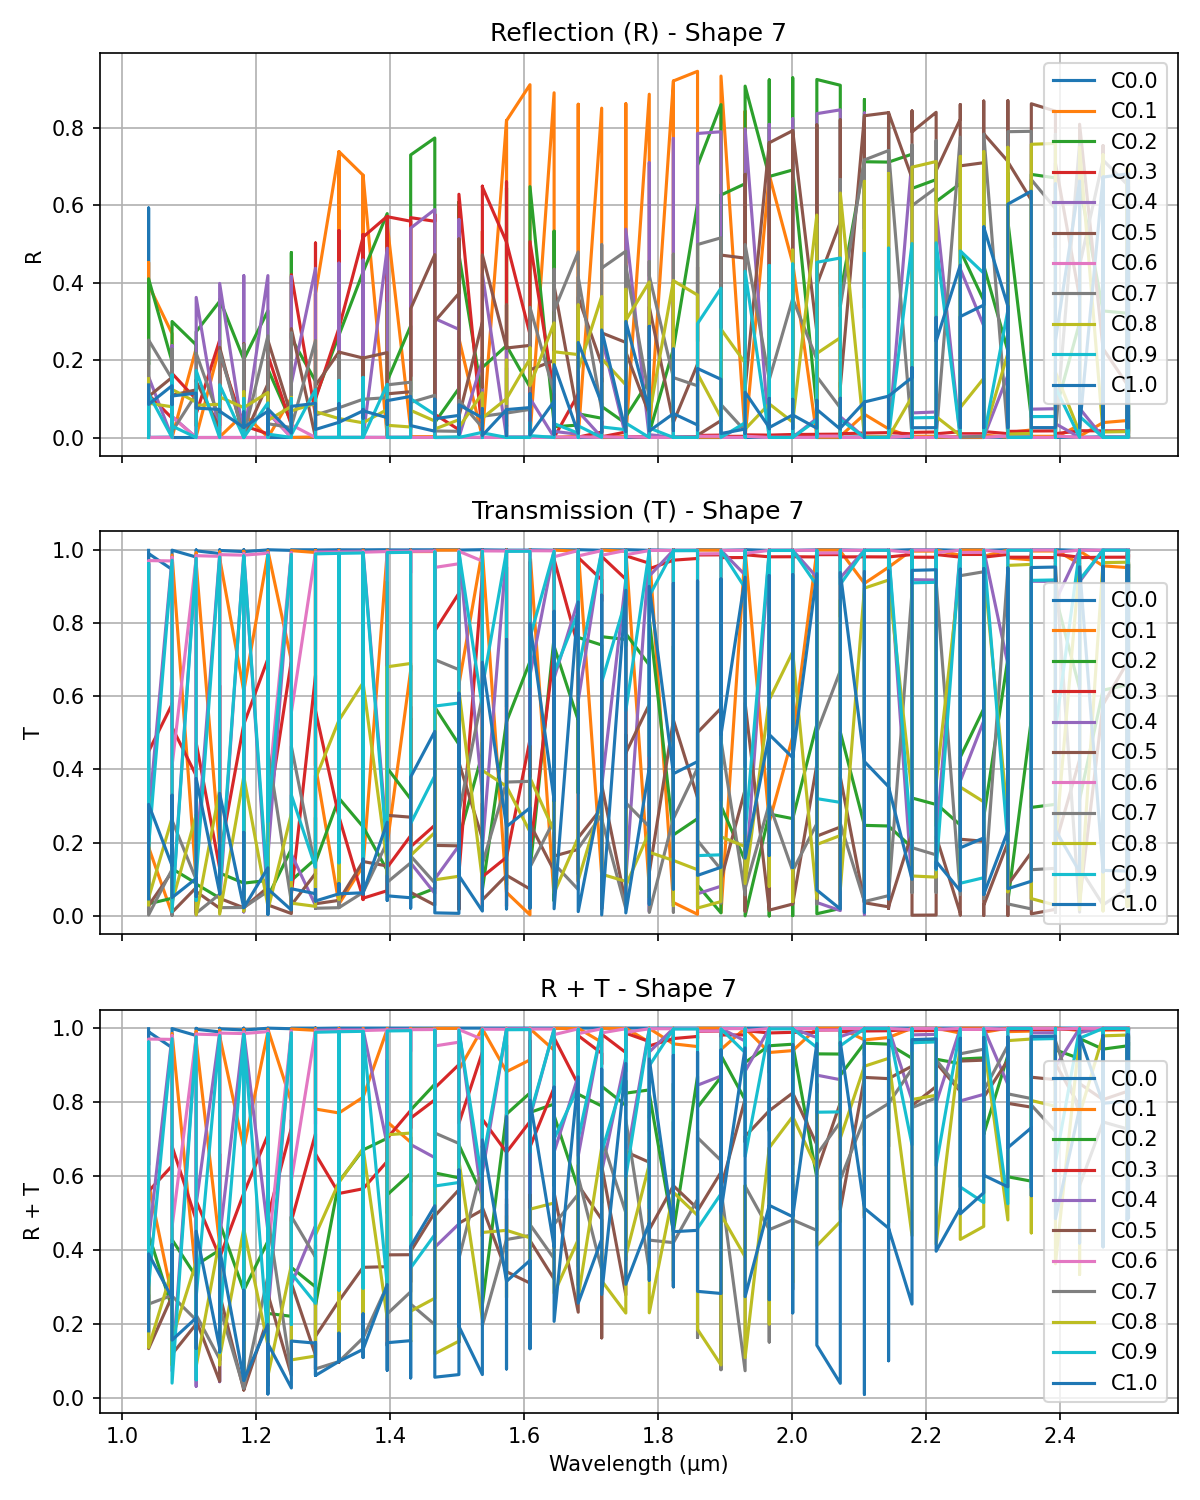 Reflection (R) - Shape 7
R
0.8
0.6
0.4
0.2
0.0
C0.0
C0.1
C0.2
C0.3
C0.4
C0.5
C0.6
C0.7
C0.8
C0.9
C1.0
Transmission (T) - Shape 7
T
1.0
0.8
0.6
0.4
0.2
0.0
C0.0
C0.1
C0.2
C0.3
C0.4
C0.5
C0.6
C0.7
C0.8
C0.9
C1.0
R + T - Shape 7
R + T
1.0
0.8
0.6
0.4
0.2
0.0
C0.0
C0.1
C0.2
C0.3
C0.4
C0.5
C0.6
C0.7
C0.8
C0.9
C1.0
1.0 1.2 1.4 1.6 1.8 2.0 2.2 2.4
Wavelength (μm)